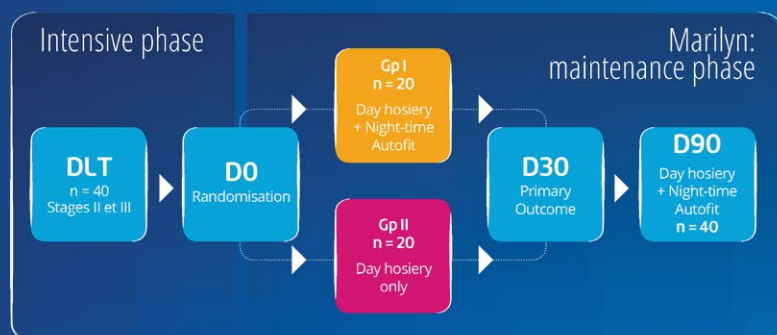 Intensive phase
Marilyn:
maintenance phase
DLT
n = 40
Stages II et III
D0
Randomisation
Gp I
n = 20
Day hosiery
+ Night-time
Autofit
Gp II
n = 20
Day hosiery
only
D30
Primary
Outcome
D90
Day hosiery
+ Night-time
Autofit
n = 40